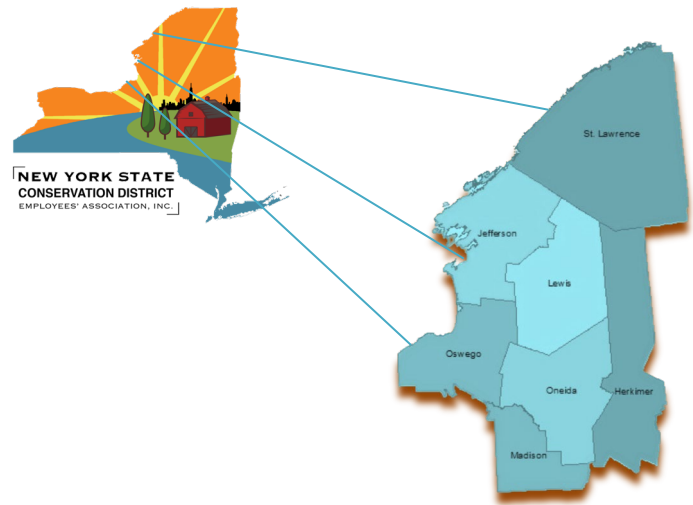 NEW YORK STATE
CONSERVATION DISTRICT
EMPLOYEES' ASSOCIATION, INC.
St. Lawrence
Jefferson
Lewis
Oswego
Oneida
Herkimer
Madison